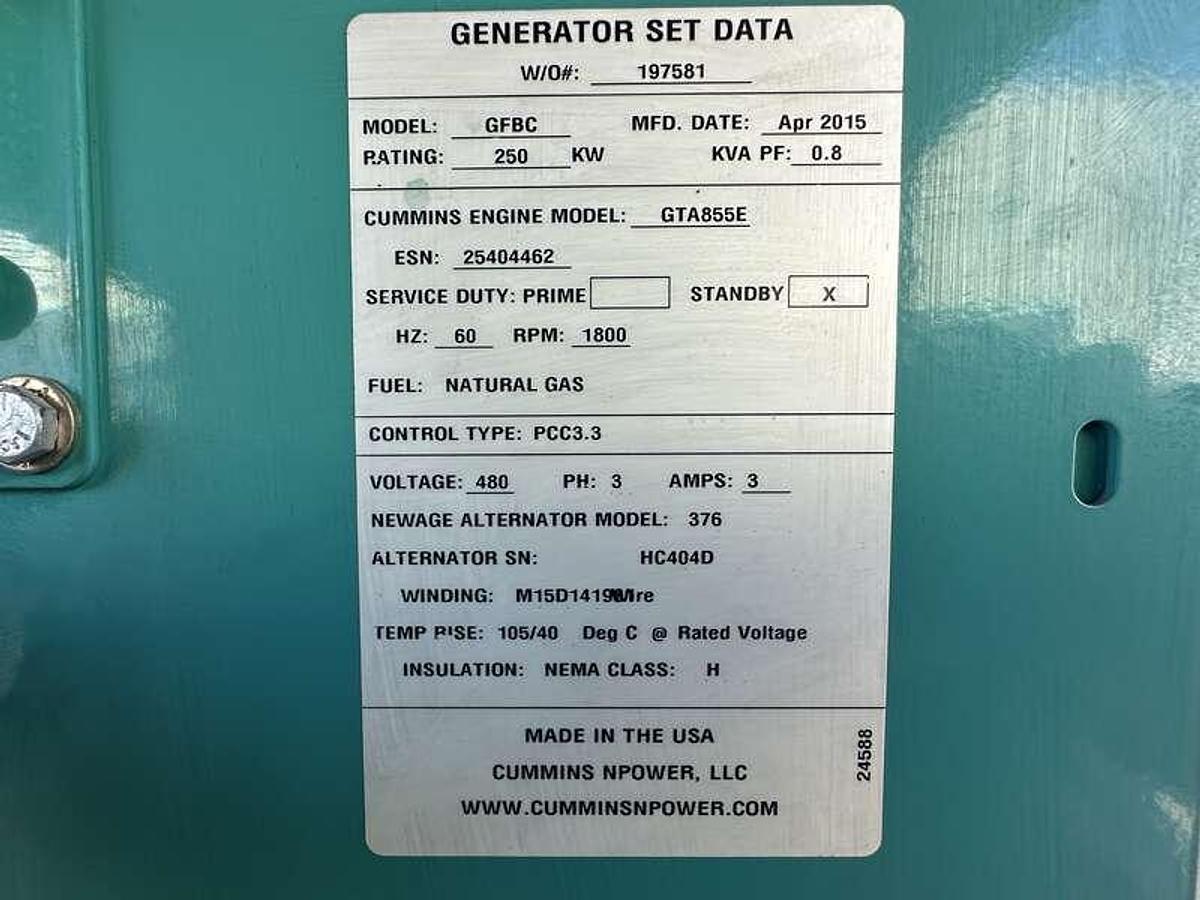 GENERATOR SET DATA
W/O#: 197581
MODEL: GFBC MFD. DATE: Apr 2015
RATING: 250 KW KVA PF: 0.8
CUMMINS ENGINE MODEL: GTA855E
ESN: 25404462
SERVICE DUTY: PRIME STANDBY X
HZ: 60 RPM: 1800
FUEL: NATURAL GAS
CONTROL TYPE: PCC3.3
VOLTAGE: 480 PH: 3 AMPS: 3
NEWAGE ALTERNATOR MODEL: 376
ALTERNATOR SN: HC404D
WINDING:
TEMP RISE: 105/40 Deg C @ Rated Voltage
INSULATION: NEMA CLASS: H
MADE IN THE USA
CUMMINS NPOWER, LLC
WWW.CUMMINSNPOWER.COM
24588